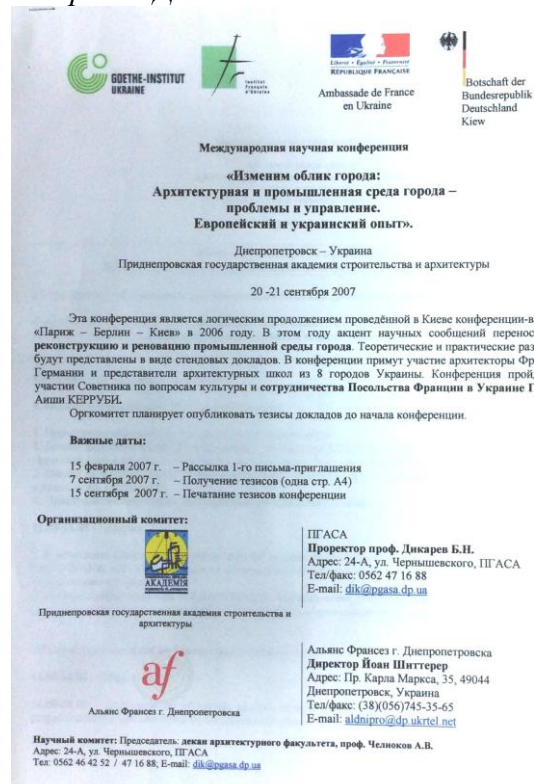 GOETHE-INSTITUT
UKRAINE
Institut
Français
d'Ukraine
Liberté • Égalité • Fraternité
RÉPUBLIQUE FRANÇAISE
Ambassade de France
en Ukraine
Botschaft der
Bundesrepublik
Deutschland
Kiew
Международная научная конференция
«Изменим облик города:
Архитектурная и промышленная среда города –
проблемы и управление.
Европейский и украинский опыт».
Днепропетровск – Украина
Приднепровская государственная академия строительства и архитектуры
20 -21 сентября 2007
Эта конференция является логическим продолжением проведённой в Киеве конференции-в
«Париж – Берлин – Киев» в 2006 году. В этом году акцент научных сообщений перенос
реконструкцию и реновацию промышленной среды города. Теоретические и практические раз
будут представлены в виде стендовых докладов. В конференции примут участие архитекторы Фр
Германии и представители архитектурных школ из 8 городов Украины. Конференция прой
участии Советника по вопросам культуры и сотрудничества Посольства Франции в Украине Г
Аиши КЕРРУБИ.
Оргкомитет планирует опубликовать тезисы докладов до начала конференции.
Важные даты:
15 февраля 2007 г. – Рассылка 1-го письма-приглашения
7 сентября 2007 г. – Получение тезисов (одна стр. А4)
15 сентября 2007 г. – Печатание тезисов конференции
Организационный комитет:
АКАДЕМІЯ
Приднепровская государственная академия строительства и
архитектуры
ПГАСА
Проректор проф. Дикарев Б.Н.
Адрес: 24-А, ул. Чернышевского, ПГАСА
Тел/факс: 0562 47 16 88
E-mail: dik@pgasa.dp.ua
af
Альянс Франсез г. Днепропетровска
Альянс Франсез г. Днепропетровска
Директор Йоан Шиттерер
Адрес: Пр. Карла Маркса, 35, 49044
Днепропетровск, Украина
Тел/факс: (38)(056)745-35-65
E-mail: aldnipro@dp.ukrtel.net
Научный комитет: Председатель: декан архитектурного факультета, проф. Челноков А.В.
Адрес: 24-А, ул. Чернышевского, ПГАСА
Тел: 0562 46 42 52 / 47 16 88; E-mail: dik@pgasa.dp.ua